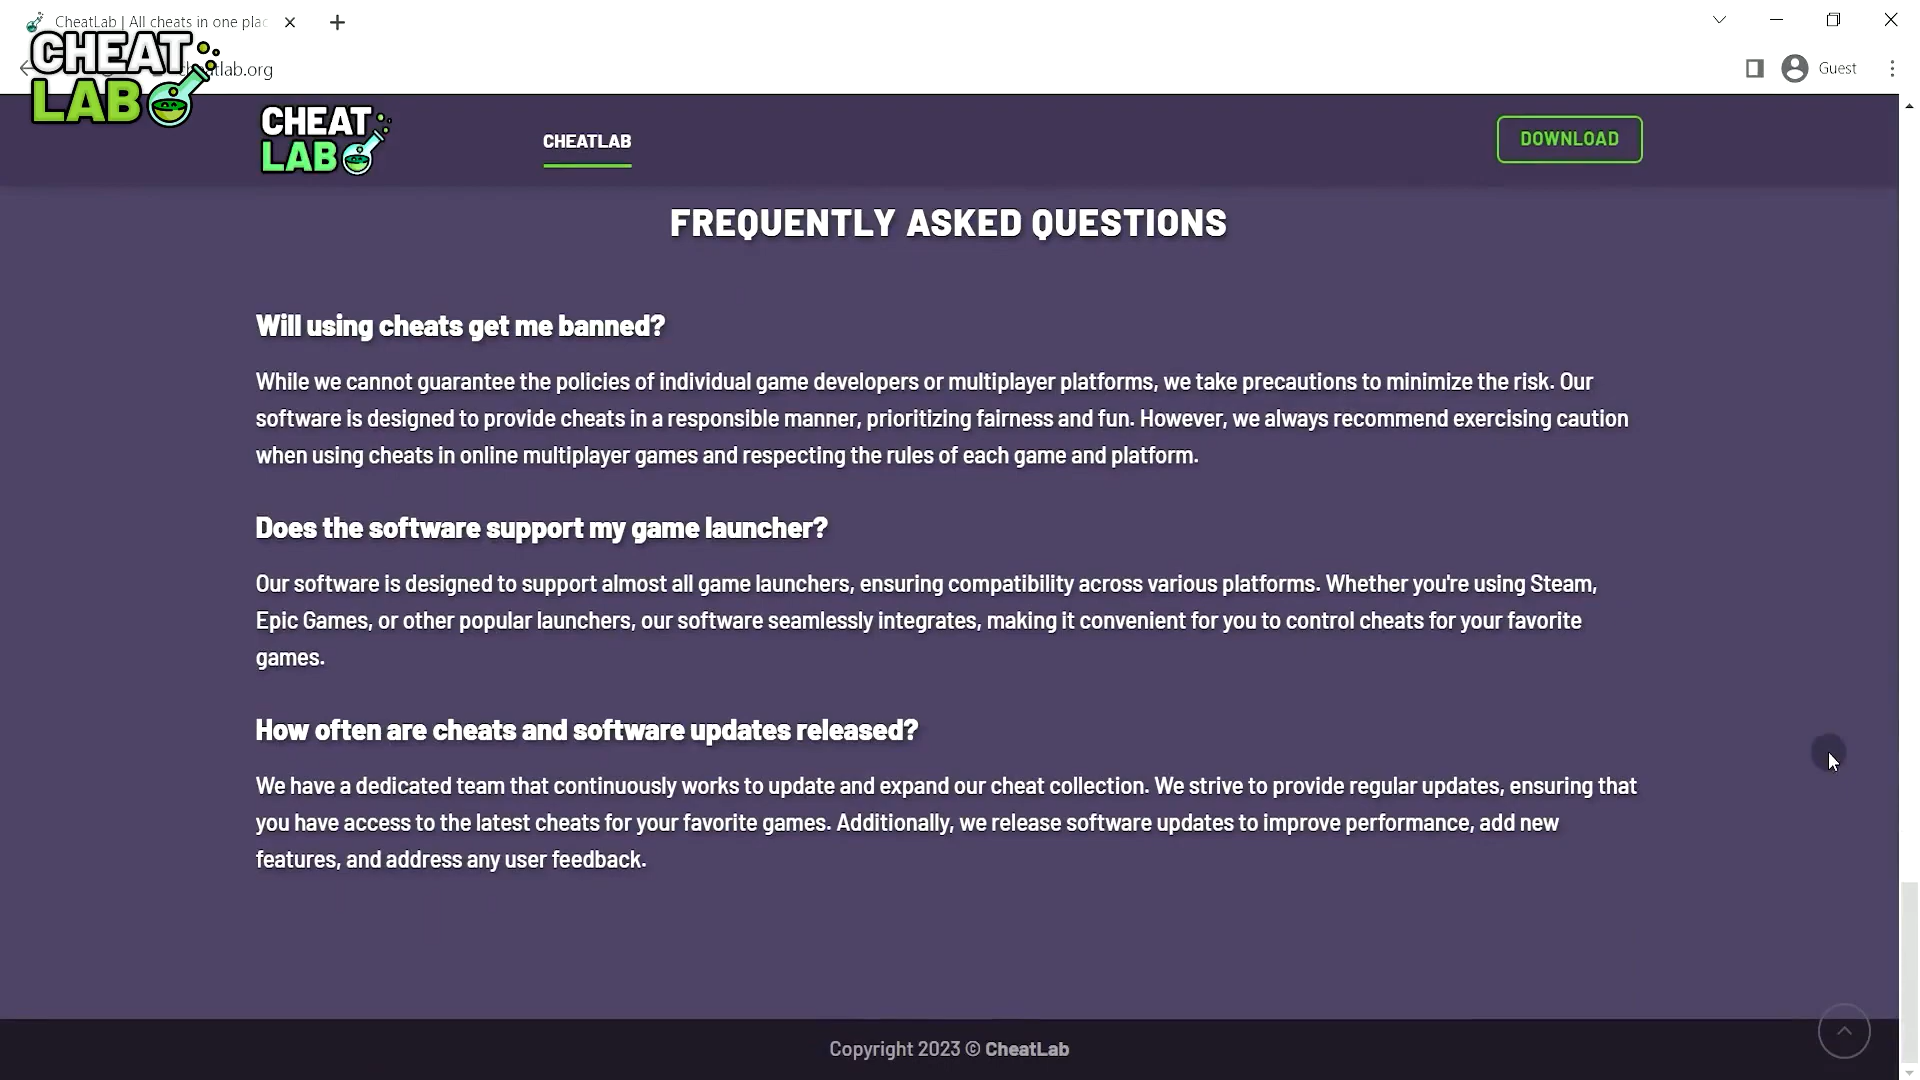 CheatLab | All cheats in one plac
CHEAT
LAB
cheatlab.org
Guest
CHEAT
LAB
CHEATLAB
DOWNLOAD
FREQUENTLY ASKED QUESTIONS
Will using cheats get me banned?
While we cannot guarantee the policies of individual game developers or multiplayer platforms, we take precautions to minimize the risk. Our
software is designed to provide cheats in a responsible manner, prioritizing fairness and fun. However, we always recommend exercising caution
when using cheats in online multiplayer games and respecting the rules of each game and platform.
Does the software support my game launcher?
Our software is designed to support almost all game launchers, ensuring compatibility across various platforms. Whether you're using Steam,
Epic Games, or other popular launchers, our software seamlessly integrates, making it convenient for you to control cheats for your favorite
games.
How often are cheats and software updates released?
We have a dedicated team that continuously works to update and expand our cheat collection. We strive to provide regular updates, ensuring that
you have access to the latest cheats for your favorite games. Additionally, we release software updates to improve performance, add new
features, and address any user feedback.
Copyright 2023 © CheatLab